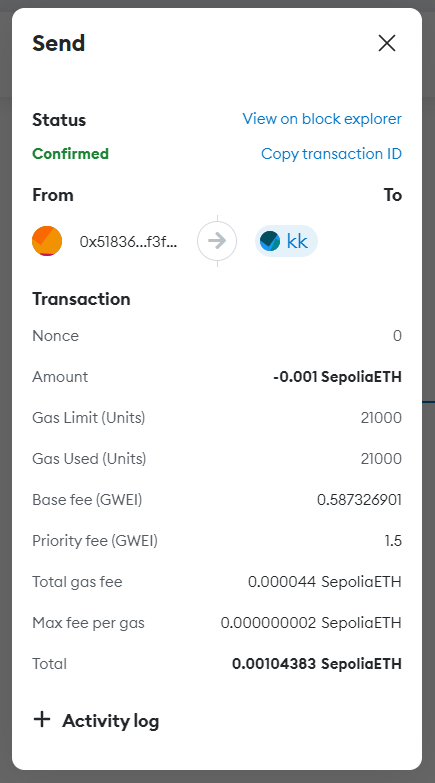 Send
Status View on block explorer
Confirmed Copy transaction ID
From To
0x51836...f3f... kk
Transaction
Nonce 0
Amount -0.001 SepoliaETH
Gas Limit (Units) 21000
Gas Used (Units) 21000
Base fee (GWEI) 0.587326901
Priority fee (GWEI) 1.5
Total gas fee 0.000044 SepoliaETH
Max fee per gas 0.000000002 SepoliaETH
Total 0.00104383 SepoliaETH
+ Activity log